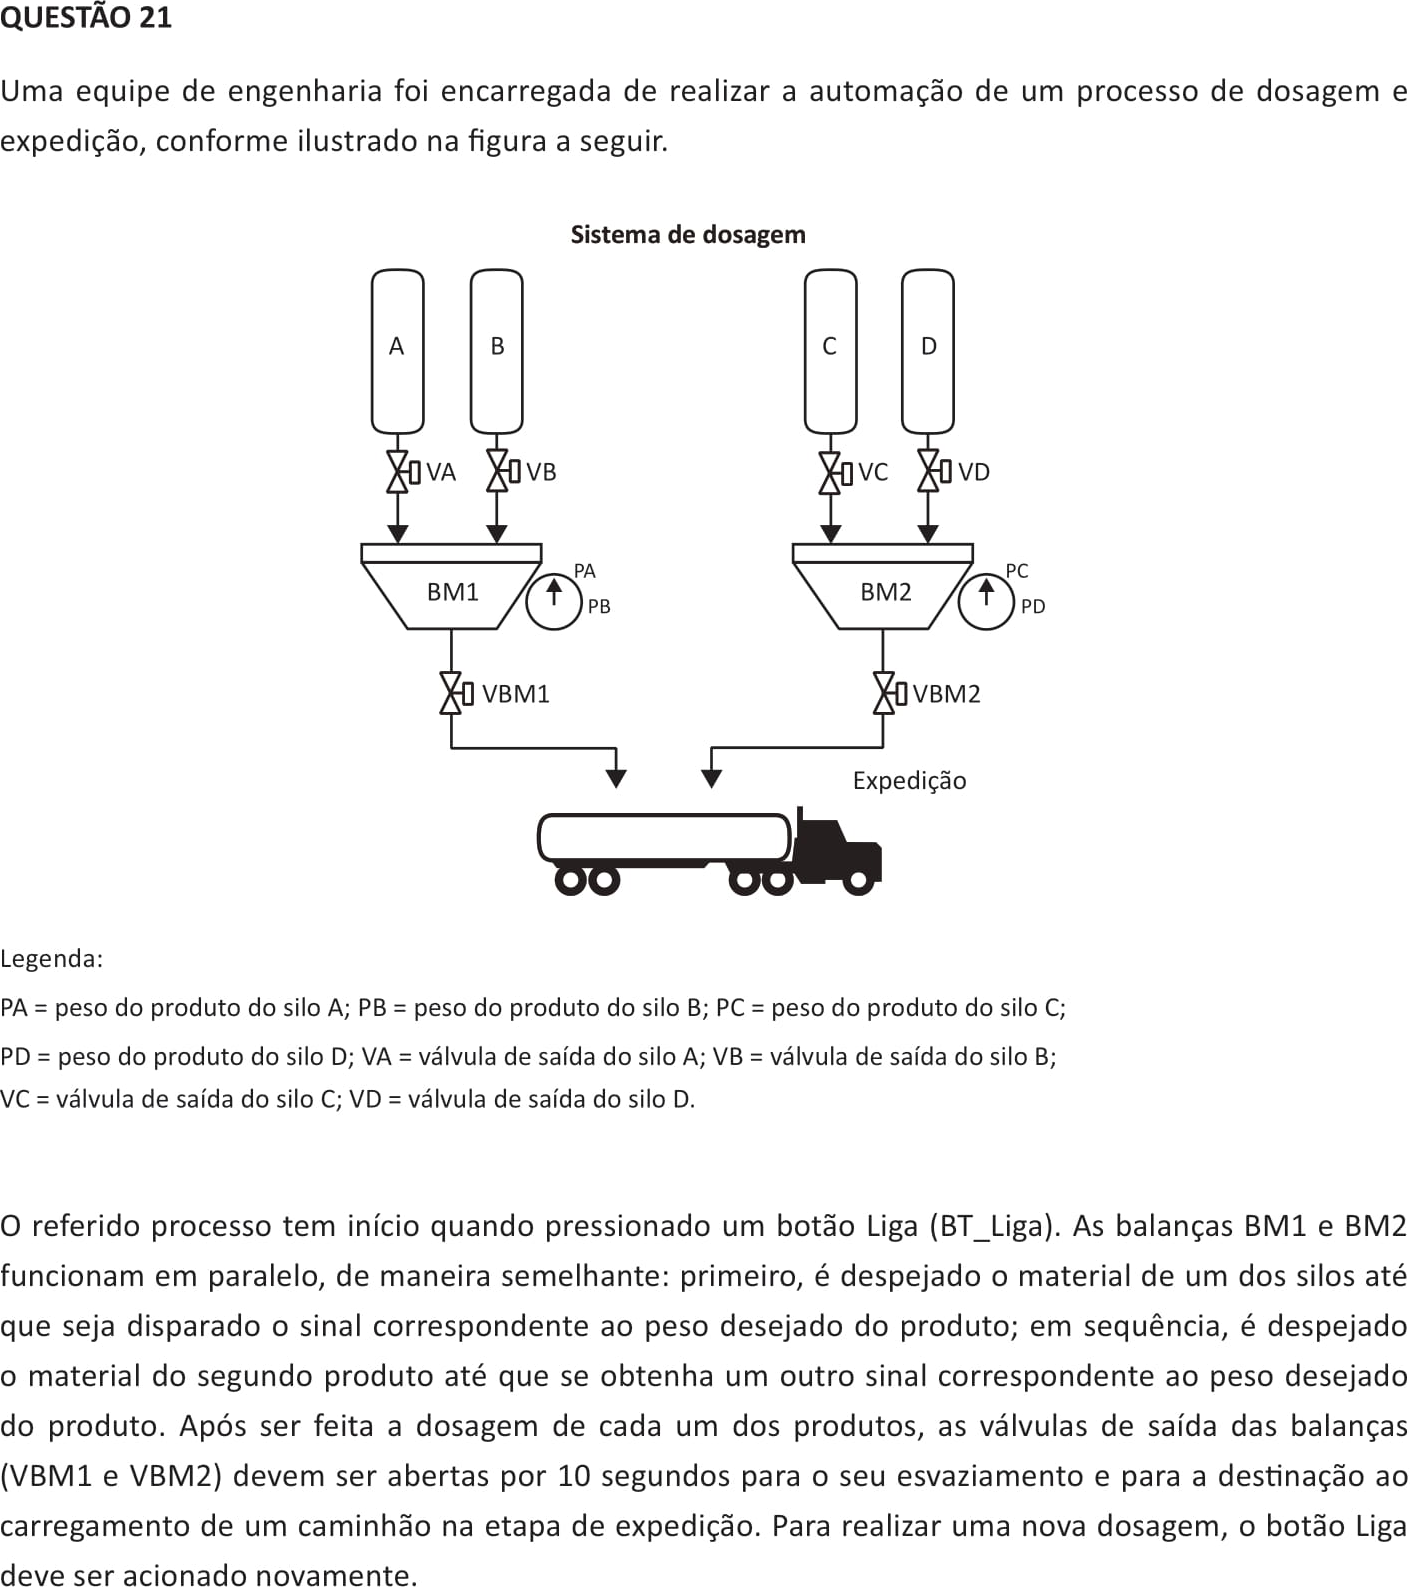 QUESTÃO 21
Uma equipe de engenharia foi encarregada de realizar a automação de um processo de dosagem e
expedição, conforme ilustrado na figura a seguir.
Sistema de dosagem
A
B
C
D
VA
VB
VC
VD
BM1
PA
PB
BM2
PC
PD
VBM1
VBM2
Expedição
Legenda:
PA = peso do produto do silo A; PB = peso do produto do silo B; PC = peso do produto do silo C;
PD = peso do produto do silo D; VA = válvula de saída do silo A; VB = válvula de saída do silo B;
VC = válvula de saída do silo C; VD = válvula de saída do silo D.
O referido processo tem início quando pressionado um botão Liga (BT_Liga). As balanças BM1 e BM2
funcionam em paralelo, de maneira semelhante: primeiro, é despejado o material de um dos silos até
que seja disparado o sinal correspondente ao peso desejado do produto; em sequência, é despejado
o material do segundo produto até que se obtenha um outro sinal correspondente ao peso desejado
do produto. Após ser feita a dosagem de cada um dos produtos, as válvulas de saída das balanças
(VBM1 e VBM2) devem ser abertas por 10 segundos para o seu esvaziamento e para a destinação ao
carregamento de um caminhão na etapa de expedição. Para realizar uma nova dosagem, o botão Liga
deve ser acionado novamente.